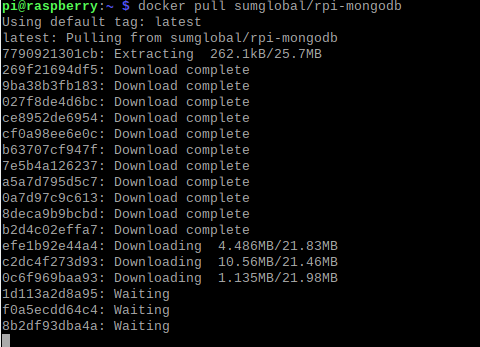 pi@raspberry:~ $ docker pull sumglobal/rpi-mongodb
Using default tag: latest
latest: Pulling from sumglobal/rpi-mongodb
7790921301cb: Extracting  262.1kB/25.7MB
269f21694df5: Download complete
9ba38b3fb183: Download complete
027f8de4d6bc: Download complete
ce8952de6954: Download complete
cf0a98ee6e0c: Download complete
b63707cf947f: Download complete
7e5b4a126237: Download complete
a5a7d795d5c7: Download complete
0a7d97c9c613: Download complete
8deca9b9bcbd: Download complete
b2d4c02effa7: Download complete
efe1b92e44a4: Downloading  4.486MB/21.83MB
c2dc4f273d93: Downloading  10.56MB/21.46MB
0c6f969baa93: Downloading  1.135MB/21.98MB
1d113a2d8a95: Waiting
f0a5ecdd64c4: Waiting
8b2df93dba4a: Waiting